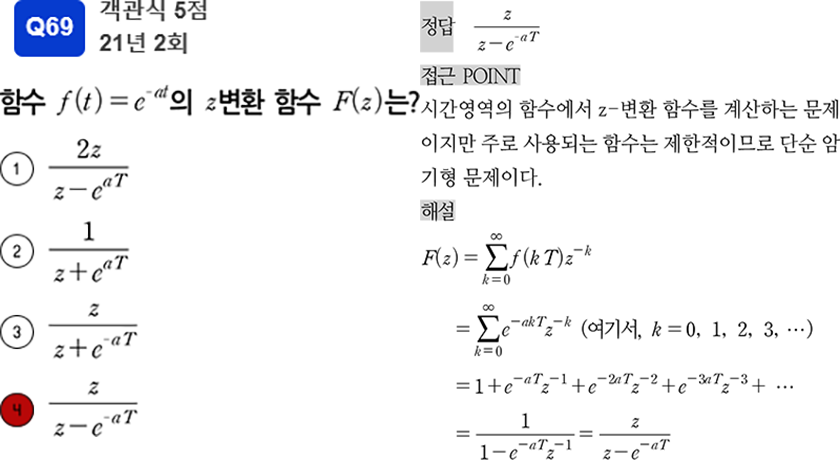 Q69
객관식 5점
21년 2회
함수 f(t)=e^{-at}의 z변환 함수 F(z)는?
① \frac{2z}{z-e^{aT}}
② \frac{1}{z+e^{aT}}
③ \frac{z}{z+e^{-aT}}
4 \frac{z}{z-e^{-aT}}
정답 \frac{z}{z-e^{-aT}}
접근 POINT
시간영역의 함수에서 z-변환 함수를 계산하는 문제
이지만 주로 사용되는 함수는 제한적이므로 단순 암
기형 문제이다.
해설
F(z)=\sum_{k=0}^{∞}f(kT)z^{-k}
=\sum_{k=0}^{∞}e^{-akT}z^{-k} (여기서, k=0, 1, 2, 3, ⋯)
=1+e^{-aT}z^{-1}+e^{-2aT}z^{-2}+e^{-3aT}z^{-3}+ ⋯
=\frac{1}{1-e^{-aT}z^{-1}}=\frac{z}{z-e^{-aT}}